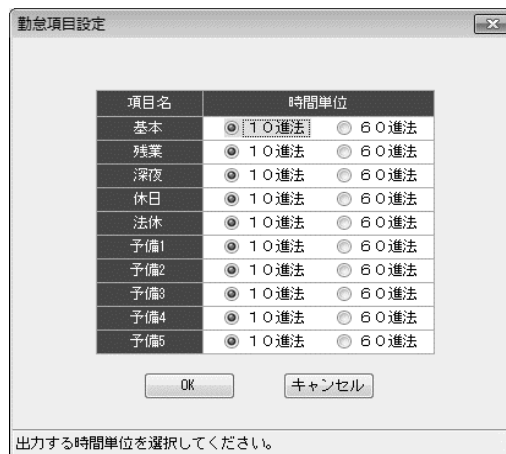 勤怠項目設定
項目名 時間単位
基本 １０進法 ６０進法
残業 １０進法 ６０進法
深夜 １０進法 ６０進法
休日 １０進法 ６０進法
法休 １０進法 ６０進法
予備1 １０進法 ６０進法
予備2 １０進法 ６０進法
予備3 １０進法 ６０進法
予備4 １０進法 ６０進法
予備5 １０進法 ６０進法
OK キャンセル
出力する時間単位を選択してください。